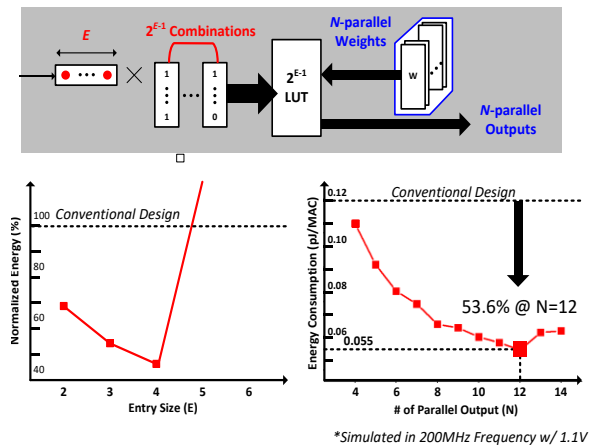 E
2^{E-1} Combinations
N-parallel
Weights
1 ... 1
1 0
2^{E-1}
LUT
W
N-parallel
Outputs
Normalized Energy (%)
100
80
60
40
Conventional Design
2 3 4 5 6
Entry Size (E)
Energy Consumption (pJ/MAC)
0.12
0.10
0.08
0.06
0.055
Conventional Design
53.6% @ N=12
4 6 8 10 12 14
# of Parallel Output (N)
*Simulated in 200MHz Frequency w/ 1.1V